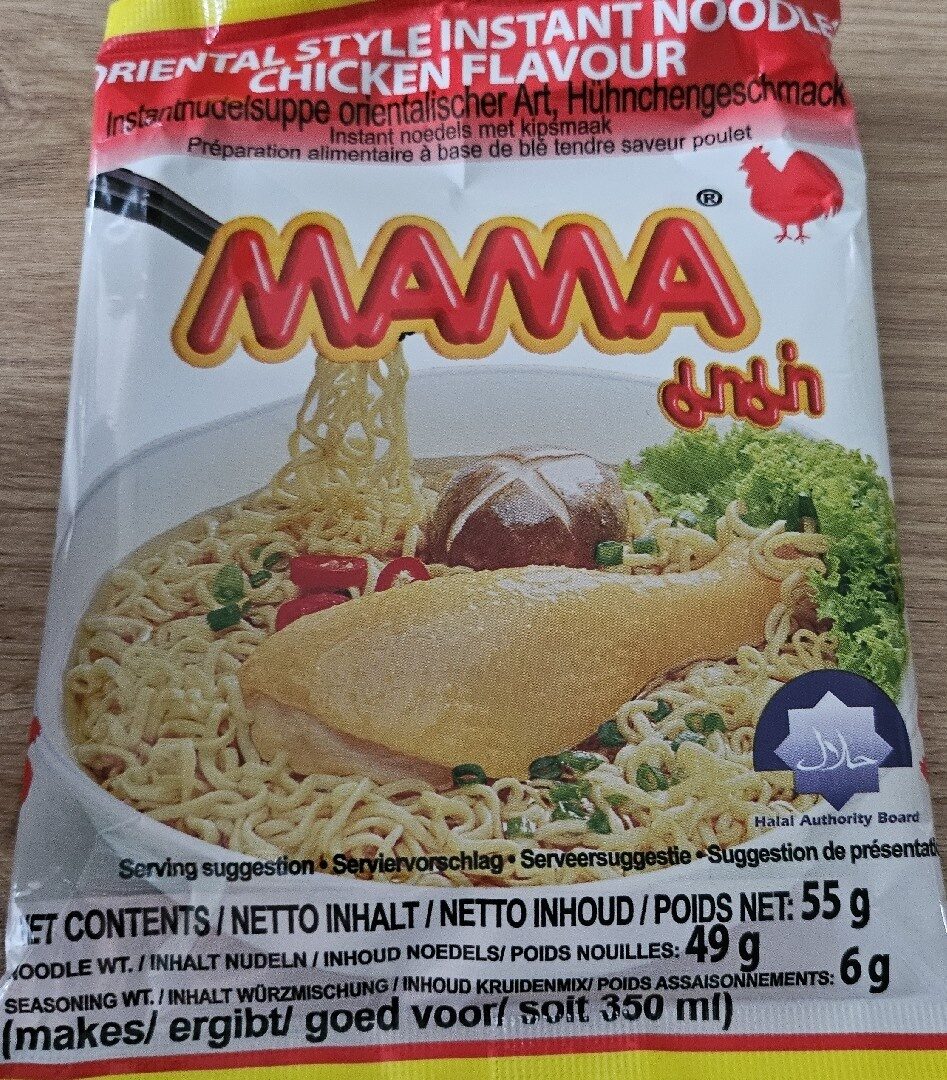 ORIENTAL STYLE INSTANT NOODLES
CHICKEN FLAVOUR
Instantnudelsuppe orientalischer Art, Hühnchengeschmack
Instant noedels met kipsmaak
Préparation alimentaire à base de blé tendre saveur poulet
MAMA ®
มาม่า
حلال
Halal Authority Board
Serving suggestion • Serviervorschlag • Serveersuggestie • Suggestion de présentati
NET CONTENTS / NETTO INHALT / NETTO INHOUD / POIDS NET: 55 g
NOODLE WT. / INHALT NUDELN / INHOUD NOEDELS/ POIDS NOUILLES: 49 g
SEASONING WT. / INHALT WÜRZMISCHUNG / INHOUD KRUIDENMIX/ POIDS ASSAISONNEMENTS: 6 g
(makes/ ergibt/ goed voor/ soit 350 ml)